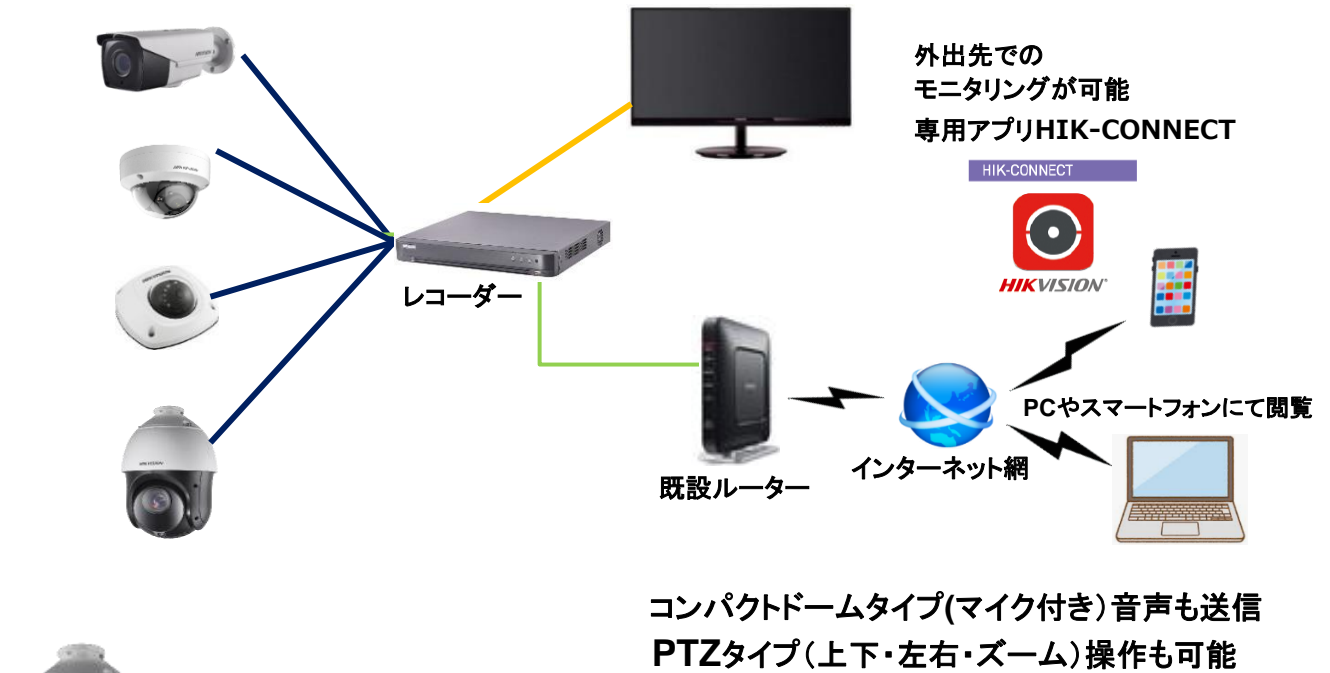 外出先での
モニタリングが可能
専用アプリHIK-CONNECT
HIK-CONNECT
HIKVISION
レコーダー
PCやスマートフォンにて閲覧
インターネット網
既設ルーター
コンパクトドームタイプ(マイク付き)音声も送信
PTZタイプ(上下・左右・ズーム)操作も可能